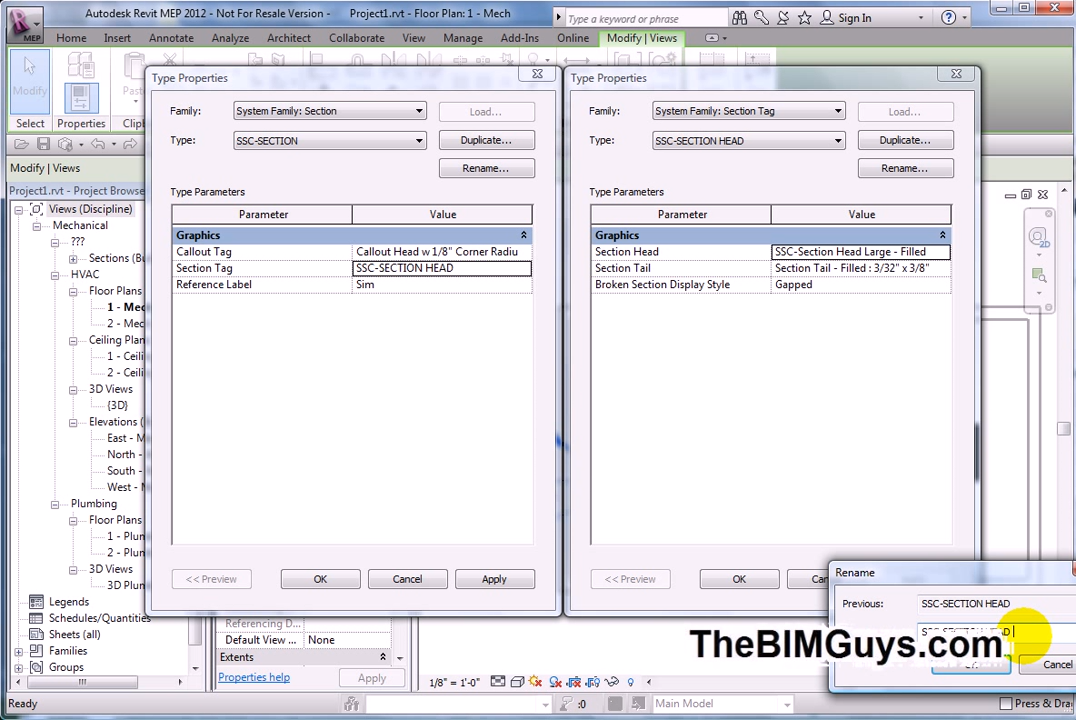 Autodesk Revit MEP 2012 - Not For Resale Version - Project1.rvt - Floor Plan: 1 - Mech
Type a keyword or phrase
Sign In
MEP
Home Insert Annotate Analyze Architect Collaborate View Manage Add-Ins Online Modify | Views
Modify
Select Properties
Modify | Views
Project1.rvt - Project Browse
Views (Discipline)
Mechanical
???
Sections (Bu
HVAC
Floor Plans
1 - Mec
2 - Mec
Ceiling Plan
1 - Ceili
2 - Ceili
3D Views
{3D}
Elevations (
East - M
North -
South -
West - M
Plumbing
Floor Plans
1 - Plun
2 - Plun
3D Views
3D Plum
Legends
Schedules/Quantities
Sheets (all)
Families
Groups
Type Properties
Family: System Family: Section Load...
Type: SSC-SECTION Duplicate...
Rename...
Type Parameters
Parameter Value
Graphics
Callout Tag Callout Head w 1/8" Corner Radiu
Section Tag SSC-SECTION HEAD
Reference Label Sim
<< Preview OK Cancel Apply
Type Properties
Family: System Family: Section Tag Load...
Type: SSC-SECTION HEAD Duplicate...
Rename...
Type Parameters
Parameter Value
Graphics
Section Head SSC-Section Head Large - Filled
Section Tail Section Tail - Filled : 3/32" x 3/8"
Broken Section Display Style Gapped
<< Preview OK
Rename
Previous: SSC-SECTION HEAD
Cancel
TheBIMGuys.com
Referencing D...
Default View ... None
Extents
Properties help Apply
1/8" = 1'-0"
Ready
:0
Main Model
Press & Dra